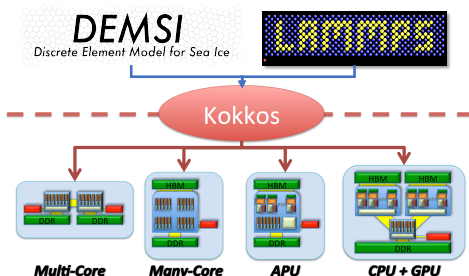 DEMSI
Discrete Element Model for Sea Ice
LAMMPS
Kokkos
HBM
HBM
HBM
HBM
DDR
DDR
DDR
DDR
DDR
Multi-Core
Many-Core
APU
CPU + GPU